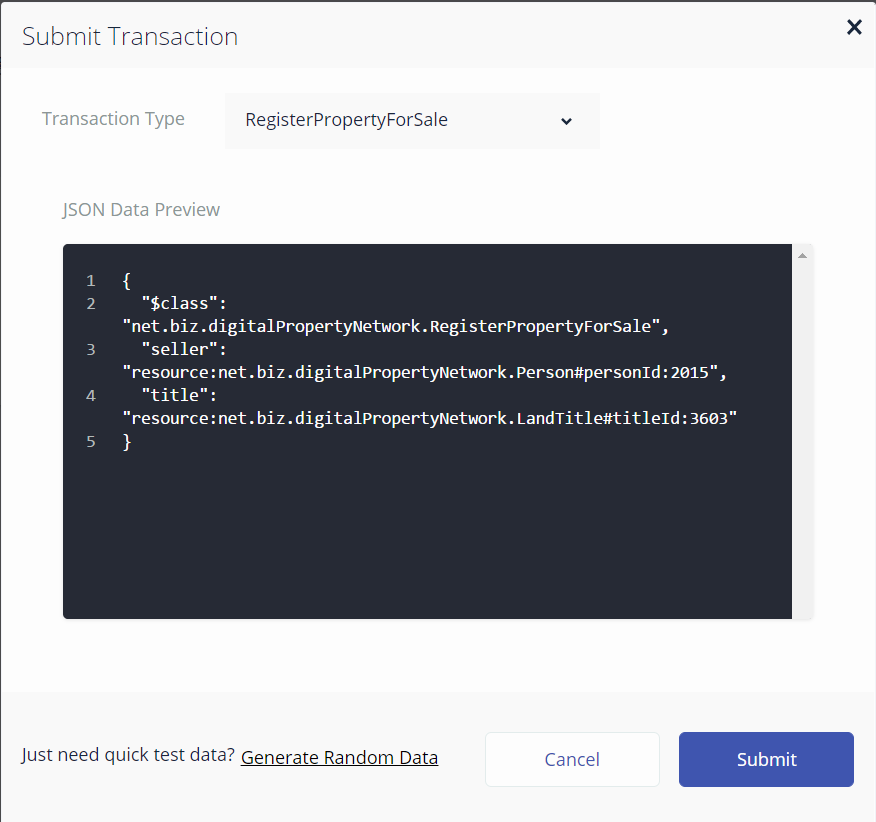 Submit Transaction
Transaction Type
RegisterPropertyForSale
JSON Data Preview
1 {
2 "$class":
"net.biz.digitalPropertyNetwork.RegisterPropertyForSale",
3 "seller":
"resource:net.biz.digitalPropertyNetwork.Person#personId:2015",
4 "title":
"resource:net.biz.digitalPropertyNetwork.LandTitle#titleId:3603"
5 }
Just need quick test data? Generate Random Data
Cancel
Submit